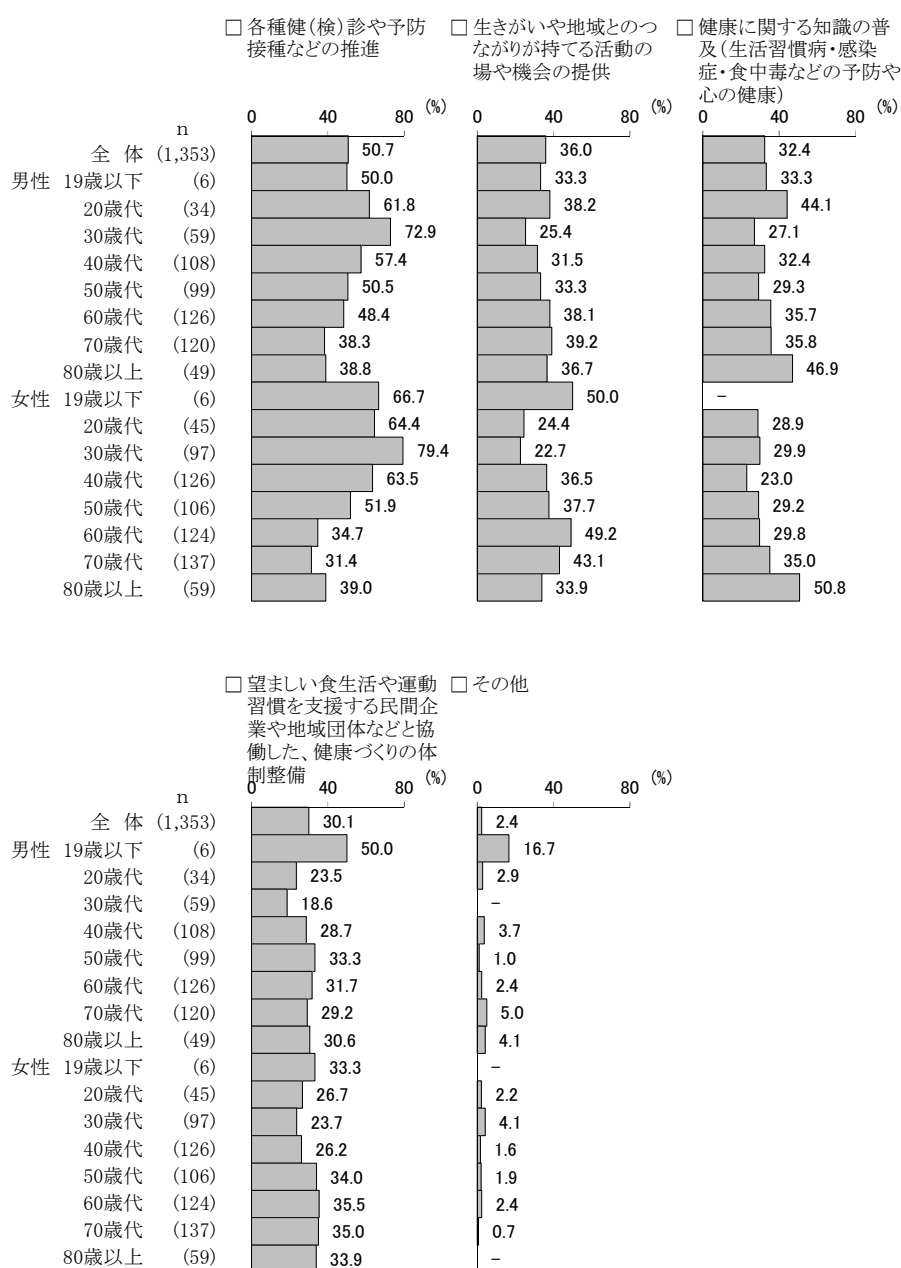 □ 各種健(検)診や予防
接種などの推進
□ 生きがいや地域とのつ
ながりが持てる活動の
場や機会の提供
□ 健康に関する知識の普
及(生活習慣病・感染
症・食中毒などの予防や
心の健康)
0 40 80 (%) 0 40 80 (%) 0 40 80 (%)
n
全 体 (1,353) 50.7 36.0 32.4
男性 19歳以下 (6) 50.0 33.3 33.3
20歳代 (34) 61.8 38.2 44.1
30歳代 (59) 72.9 25.4 27.1
40歳代 (108) 57.4 31.5 32.4
50歳代 (99) 50.5 33.3 29.3
60歳代 (126) 48.4 38.1 35.7
70歳代 (120) 38.3 39.2 35.8
80歳以上 (49) 38.8 36.7 46.9
女性 19歳以下 (6) 66.7 50.0 -
20歳代 (45) 64.4 24.4 28.9
30歳代 (97) 79.4 22.7 29.9
40歳代 (126) 63.5 36.5 23.0
50歳代 (106) 51.9 37.7 29.2
60歳代 (124) 34.7 49.2 29.8
70歳代 (137) 31.4 43.1 35.0
80歳以上 (59) 39.0 33.9 50.8
□ 望ましい食生活や運動
習慣を支援する民間企
業や地域団体などと協
働した、健康づくりの体
制整備
□ その他
0 40 80 (%) 0 40 80 (%)
n
全 体 (1,353) 30.1 2.4
男性 19歳以下 (6) 50.0 16.7
20歳代 (34) 23.5 2.9
30歳代 (59) 18.6 -
40歳代 (108) 28.7 3.7
50歳代 (99) 33.3 1.0
60歳代 (126) 31.7 2.4
70歳代 (120) 29.2 5.0
80歳以上 (49) 30.6 4.1
女性 19歳以下 (6) 33.3 -
20歳代 (45) 26.7 2.2
30歳代 (97) 23.7 4.1
40歳代 (126) 26.2 1.6
50歳代 (106) 34.0 1.9
60歳代 (124) 35.5 2.4
70歳代 (137) 35.0 0.7
80歳以上 (59) 33.9 -